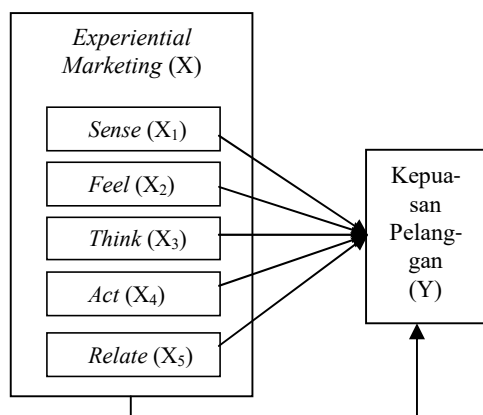 Experiential
Marketing (X)
Sense (X₁)
Feel (X₂)
Think (X₃)
Act (X₄)
Relate (X₅)
Kepua-
san
Pelang-
gan
(Y)